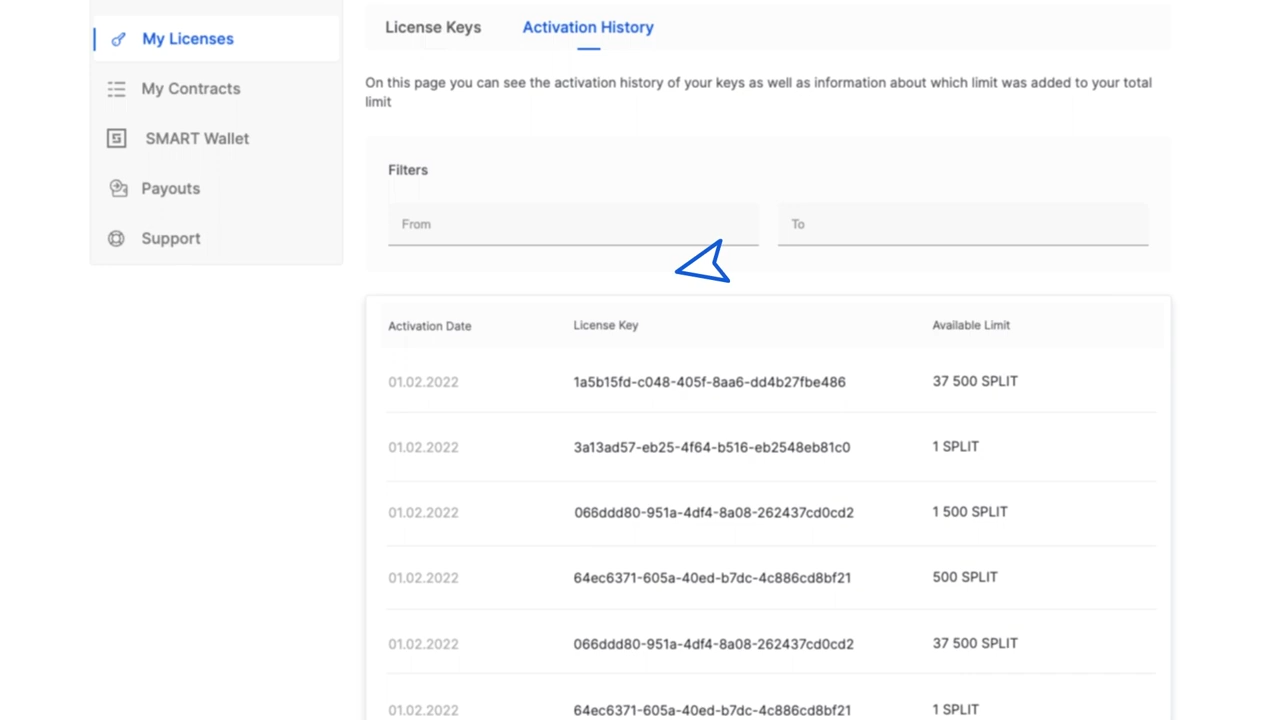 My Licenses
My Contracts
SMART Wallet
Payouts
Support
License Keys Activation History
On this page you can see the activation history of your keys as well as information about which limit was added to your total
limit
Filters
From To
Activation Date License Key Available Limit
01.02.2022 1a5b15fd-c048-405f-8aa6-dd4b27fbe486 37 500 SPLIT
01.02.2022 3a13ad57-eb25-4f64-b516-eb2548eb81c0 1 SPLIT
01.02.2022 066ddd80-951a-4df4-8a08-262437cd0cd2 1 500 SPLIT
01.02.2022 64ec6371-605a-40ed-b7dc-4c886cd8bf21 500 SPLIT
01.02.2022 066ddd80-951a-4df4-8a08-262437cd0cd2 37 500 SPLIT
01.02.2022 64ec6371-605a-40ed-b7dc-4c886cd8bf21 1 SPLIT